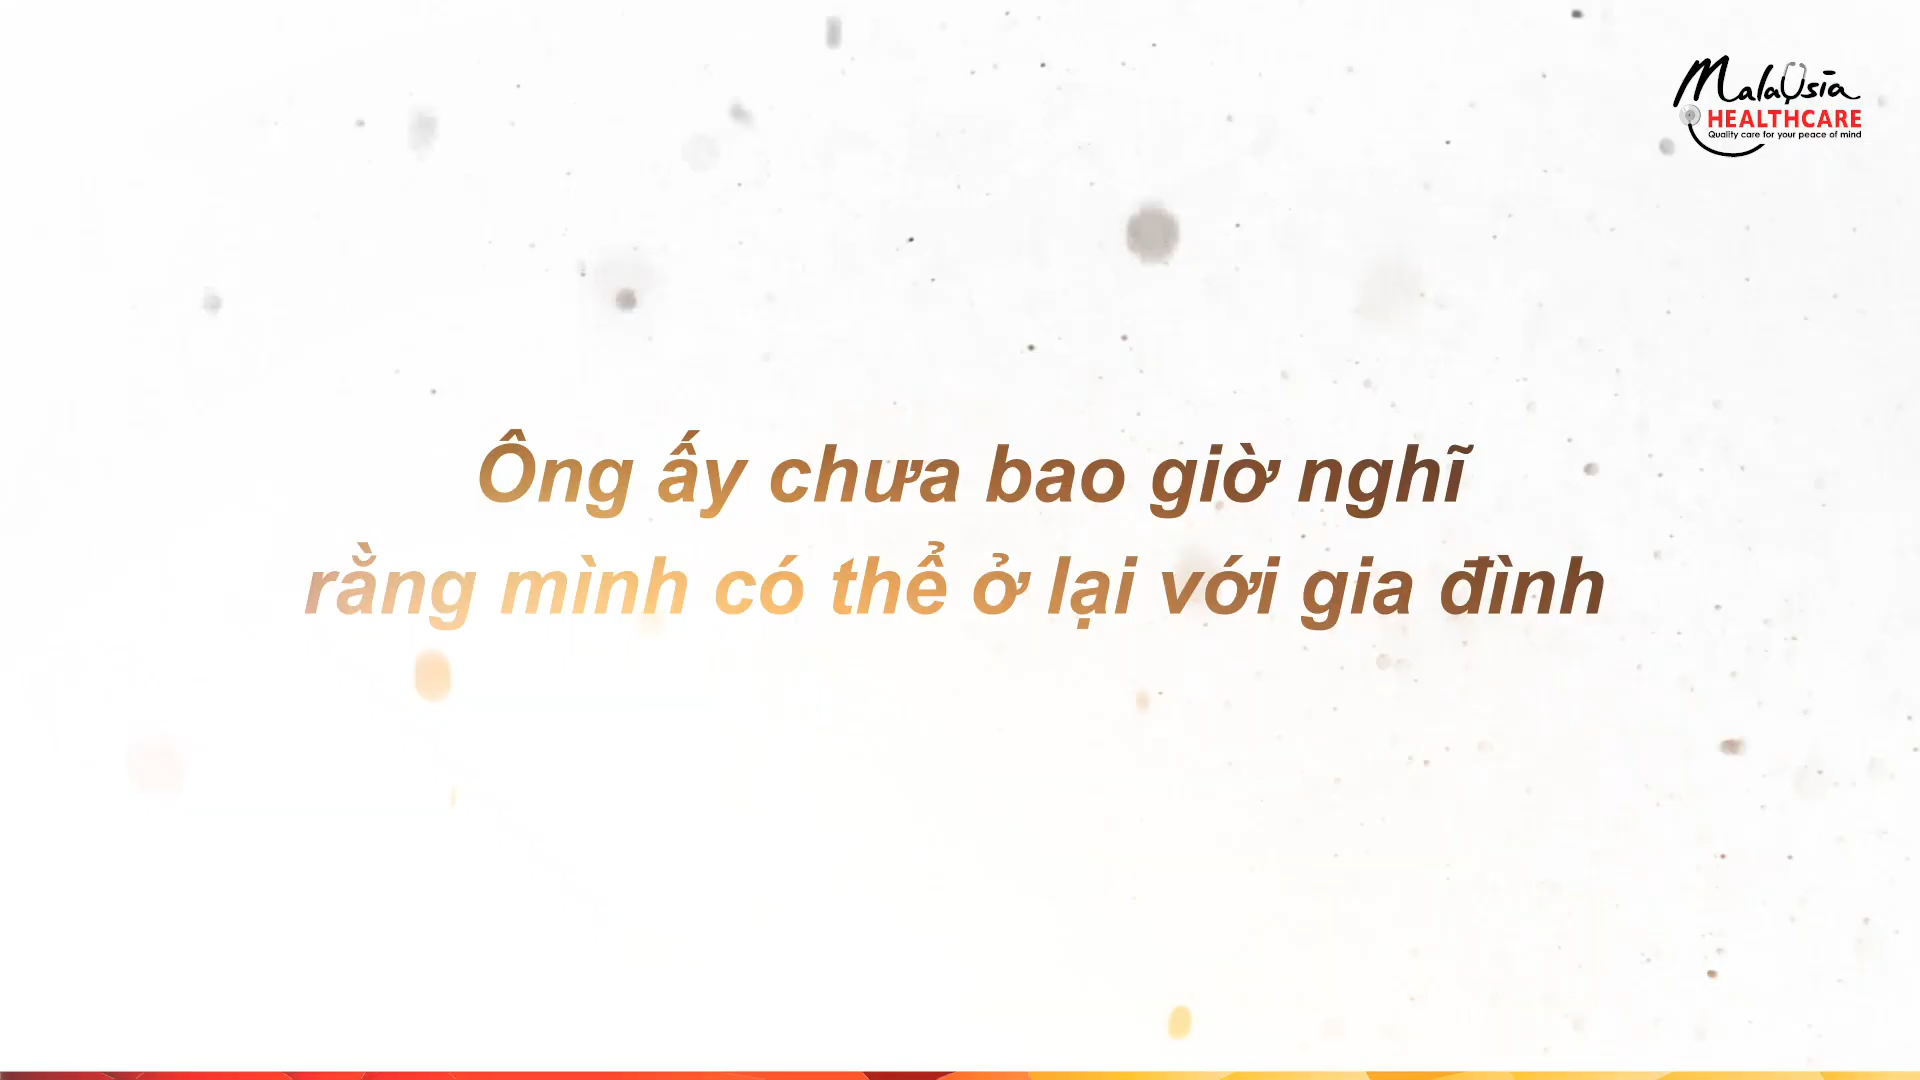 Malaysia
HEALTHCARE
Quality care for your peace of mind
Ông ấy chưa bao giờ nghĩ
rằng mình có thể ở lại với gia đình